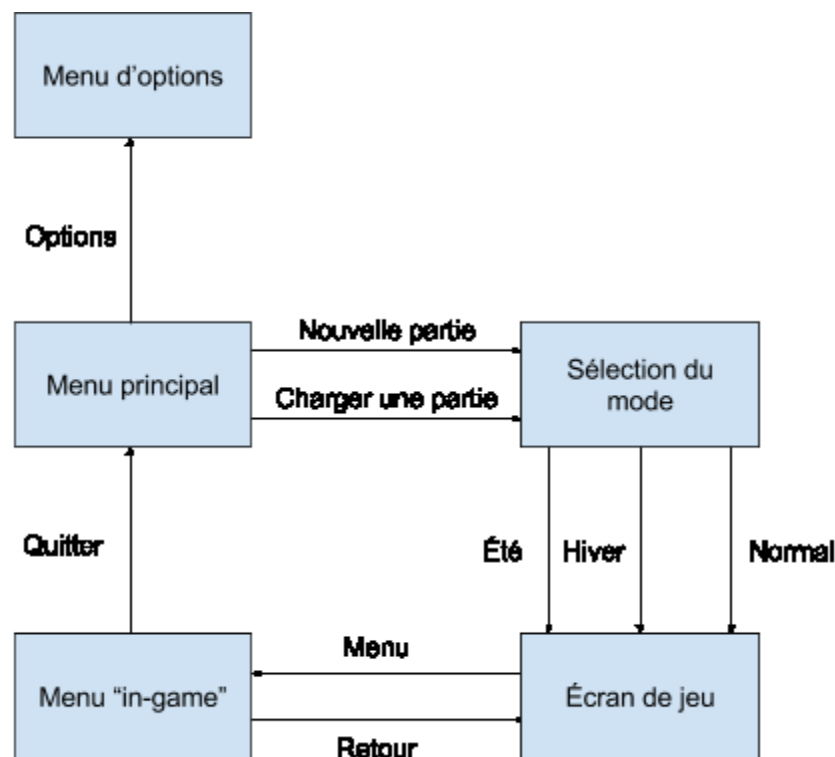 Menu d’options
Options
Nouvelle partie
Menu principal
Sélection du
mode
Charger une partie
Quitter
Été
Hiver
Normal
Menu
Menu “in-game”
Écran de jeu
Retour